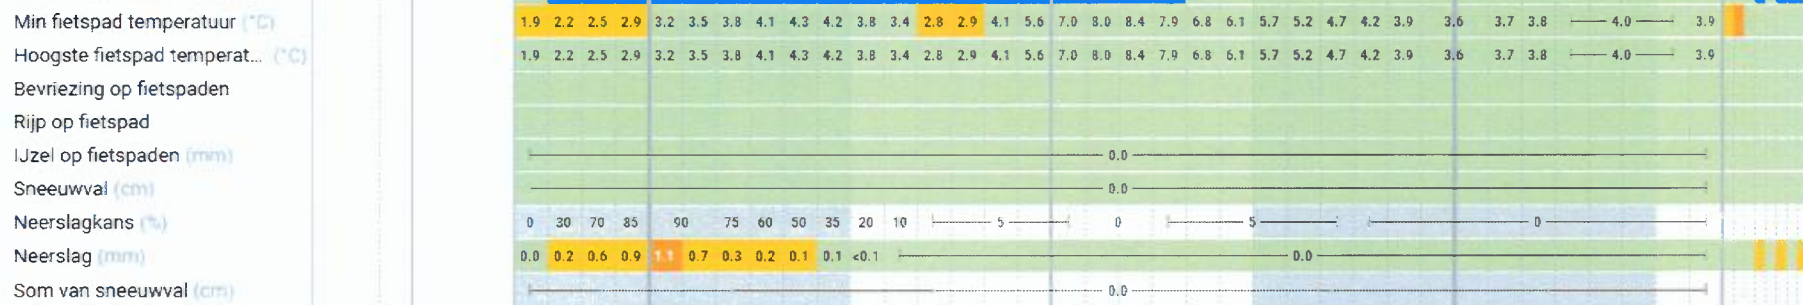 Min fietspad temperatuur (°C) 1.9 2.2 2.5 2.9 3.2 3.5 3.8 4.1 4.3 4.2 3.8 3.4 2.8 2.9 4.1 5.6 7.0 8.0 8.4 7.9 6.8 6.1 5.7 5.2 4.7 4.2 3.9 3.6 3.7 3.8 4.0 3.9
Hoogste fietspad temperat... (°C) 1.9 2.2 2.5 2.9 3.2 3.5 3.8 4.1 4.3 4.2 3.8 3.4 2.8 2.9 4.1 5.6 7.0 8.0 8.4 7.9 6.8 6.1 5.7 5.2 4.7 4.2 3.9 3.6 3.7 3.8 4.0 3.9
Bevriezing op fietspaden
Rijp op fietspad
IJzel op fietspaden (mm) 0.0
Sneeuwval (cm) 0.0
Neerslagkans (%) 0 30 70 85 90 75 60 50 35 20 10 5 0 5 0
Neerslag (mm) 0.0 0.2 0.6 0.9 1.1 0.7 0.3 0.2 0.1 0.1 <0.1 0.0
Som van sneeuwval (cm) 0.0